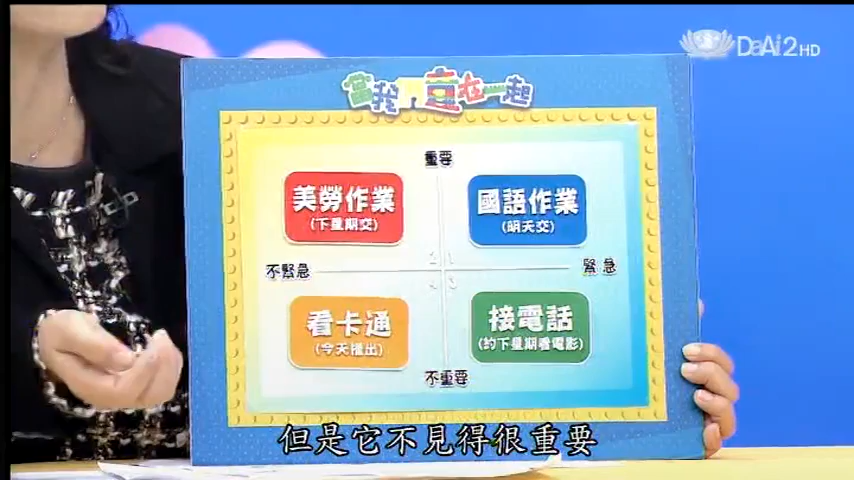 DaAi2HD
當我們童在一起
重要
美勞作業
(下星期交)
國語作業
(明天交)
不緊急
2 1
緊急
4 3
看卡通
(今天播出)
接電話
(約下星期看電影)
不重要
但是它不見得很重要